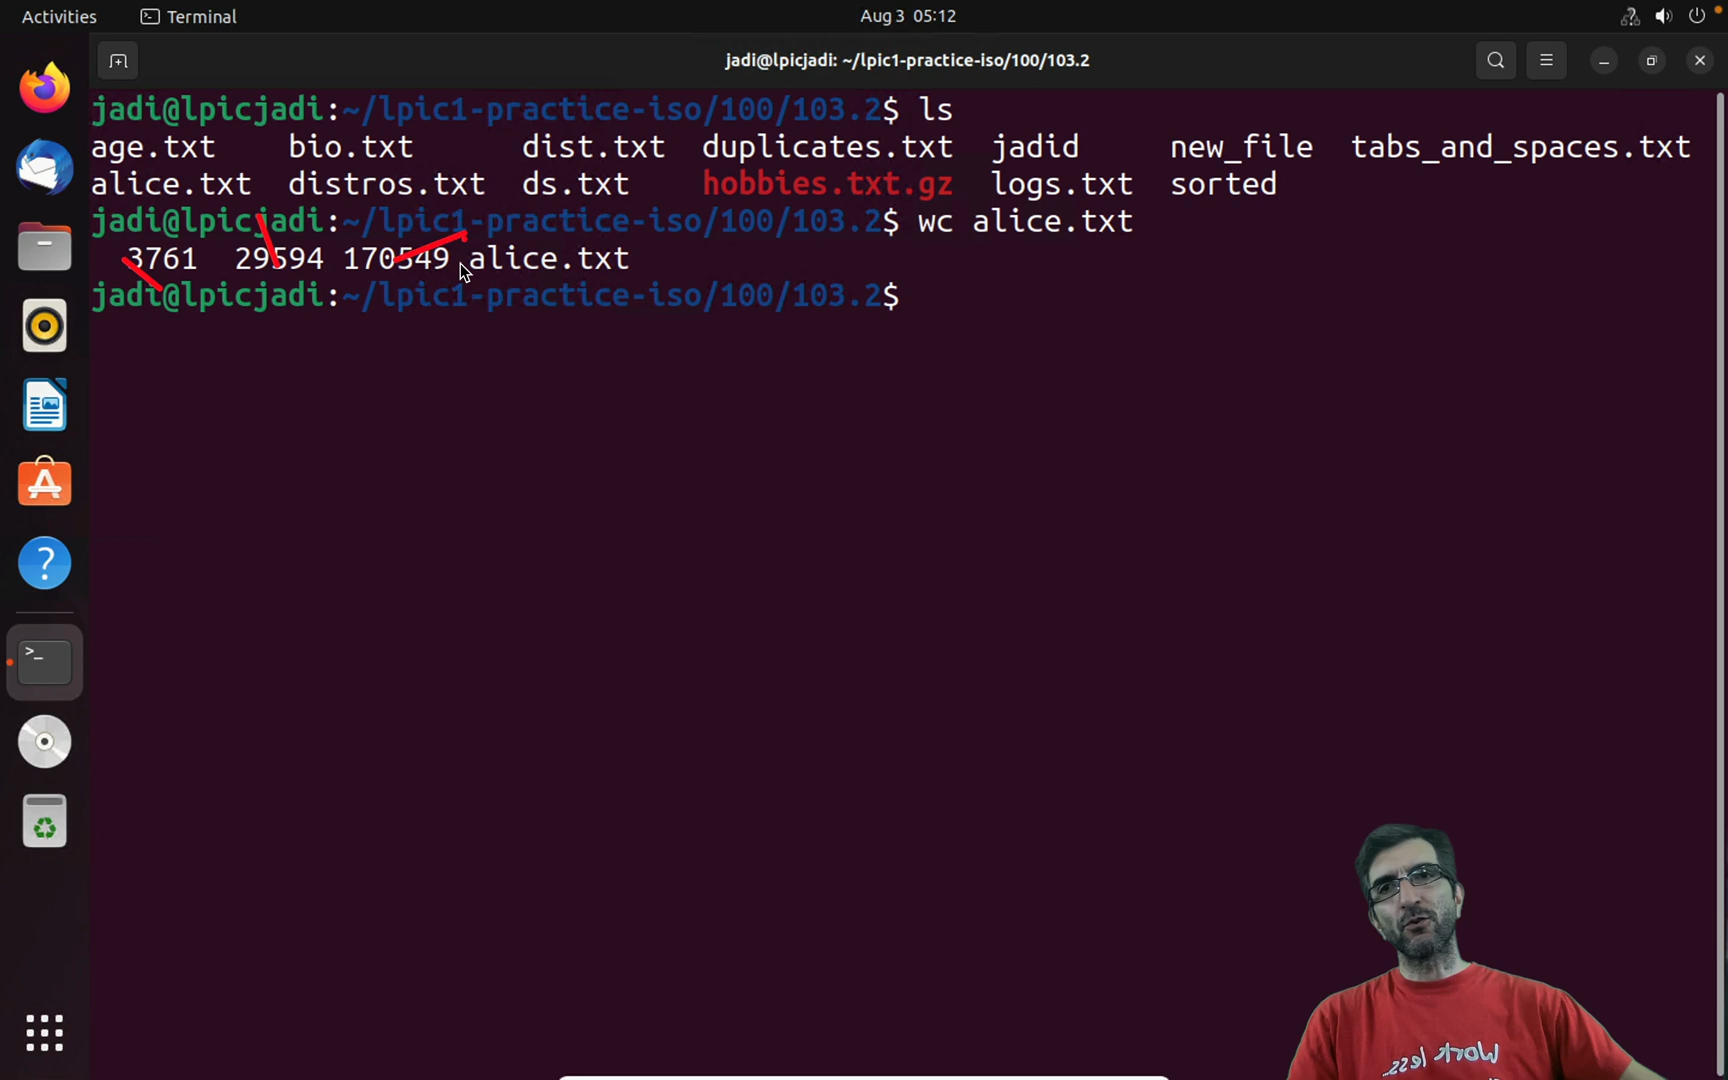 Activities Terminal Aug 3 05:12
jadi@lpicjadi: ~/lpic1-practice-iso/100/103.2
jadi@lpicjadi:~/lpic1-practice-iso/100/103.2$ ls
age.txt bio.txt dist.txt duplicates.txt jadid new_file tabs_and_spaces.txt
alice.txt distros.txt ds.txt hobbies.txt.gz logs.txt sorted
jadi@lpicjadi:~/lpic1-practice-iso/100/103.2$ wc alice.txt
3761 29594 170549 alice.txt
jadi@lpicjadi:~/lpic1-practice-iso/100/103.2$
>_
Work less...